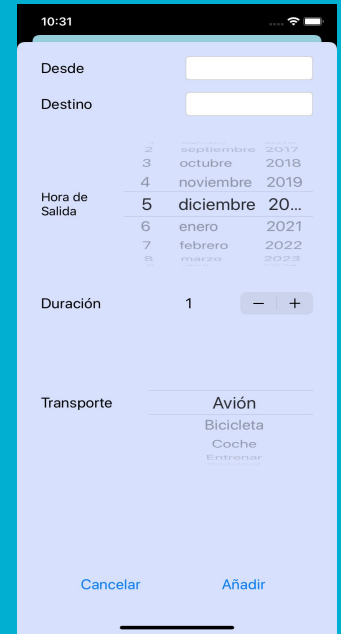 10:31
Desde
Destino
2 septiembre 2017
3 octubre 2018
4 noviembre 2019
Hora de
Salida
5 diciembre 20...
6 enero 2021
7 febrero 2022
8 marzo 2023
Duración 1 − +
Transporte
Avión
Bicicleta
Coche
Entrenar
Cancelar Añadir